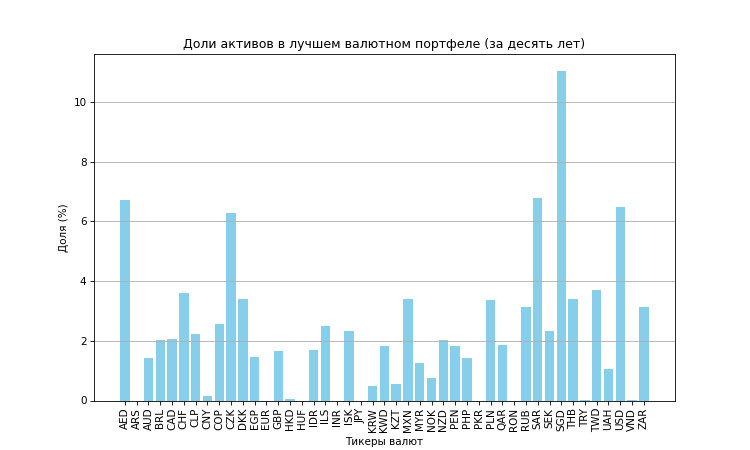 Доли активов в лучшем валютном портфеле (за десять лет)
Доля (%)
10
8
6
4
2
0
AED ARS AUD BRL CAD CHF CLP CNY COP CZK DKK EGP EUR GBP HKD HUF IDR ILS INR ISK JPY KRW KWD KZT MXN MYR NOK NZD PEN PHP PKR PLN QAR RON RUB SAR SEK SGD THB TRY TWD UAH USD VND ZAR
Тикеры валют